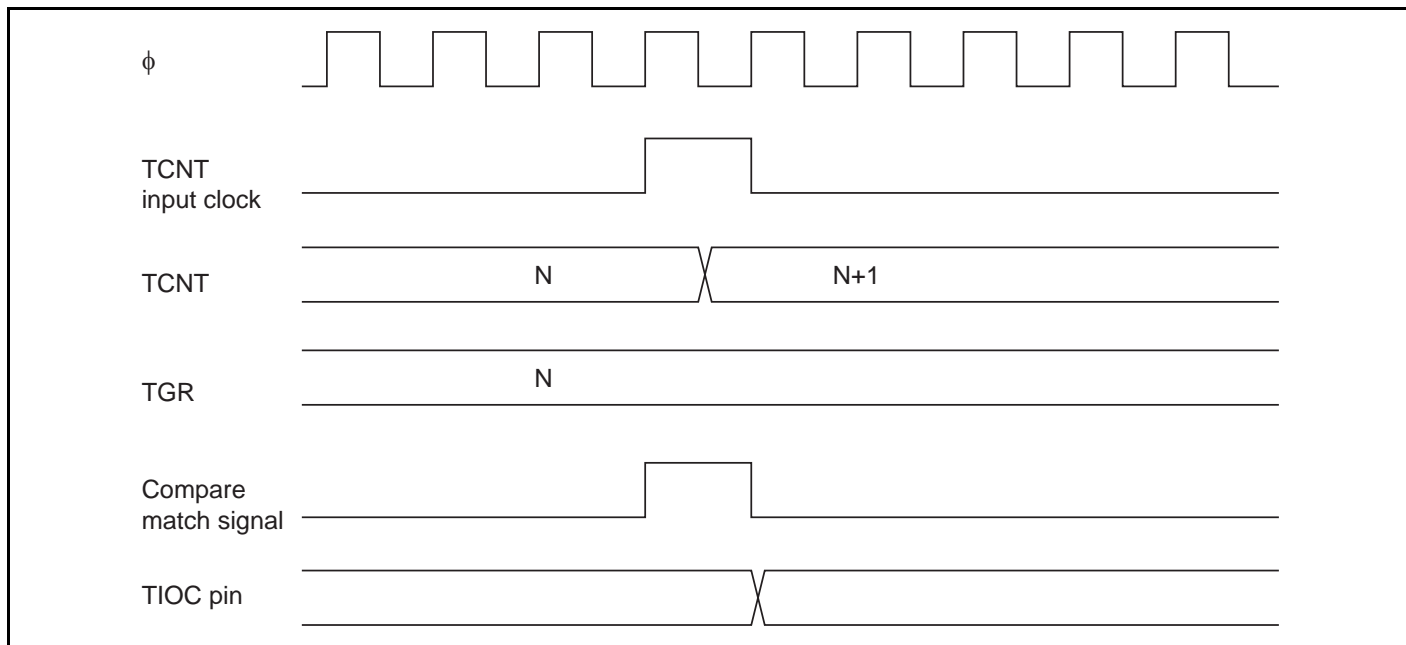 ϕ
TCNT
input clock
TCNT
N
N+1
TGR
N
Compare
match signal
TIOC pin